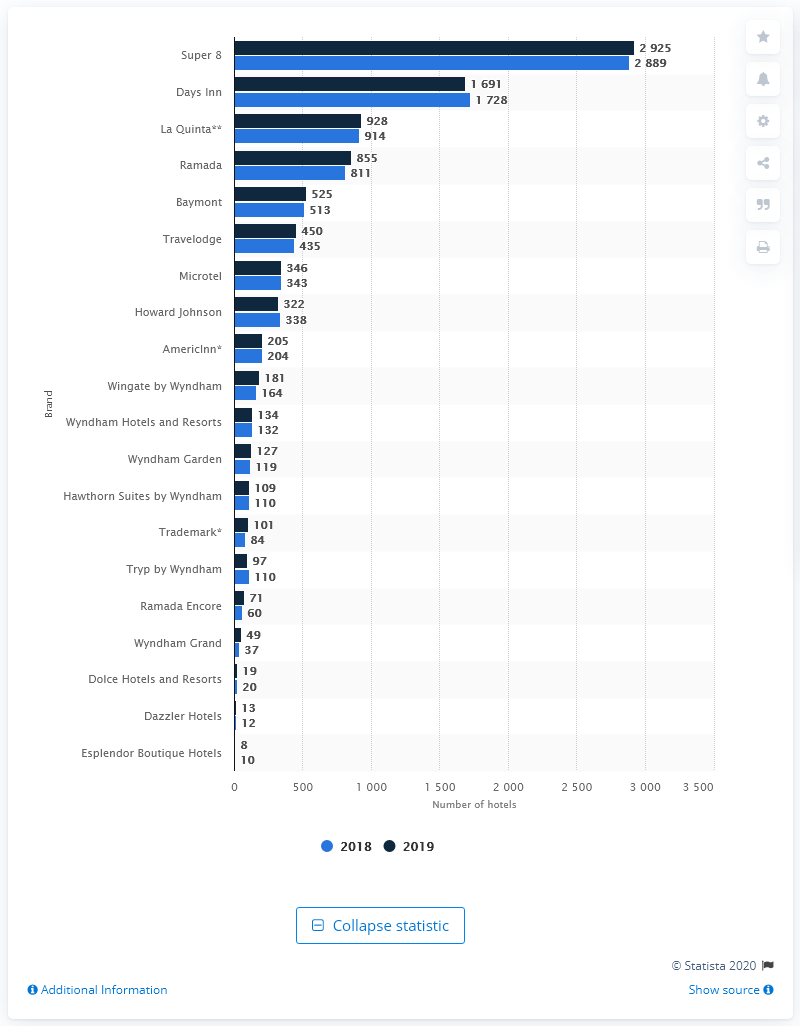 Super 8
2 925
2 889
Days Inn
1 691
1 728
La Quinta**
928
914
Ramada
855
811
Baymont
525
513
Travelodge
450
435
Microtel
346
343
Howard Johnson
322
338
AmericInn*
205
204
Wingate by Wyndham
181
164
Wyndham Hotels and Resorts
134
132
Wyndham Garden
127
119
Hawthorn Suites by Wyndham
109
110
Trademark*
101
84
Tryp by Wyndham
97
110
Ramada Encore
71
60
Wyndham Grand
49
37
Dolce Hotels and Resorts
19
20
Dazzler Hotels
13
12
Esplendor Boutique Hotels
8
10
Brand
0 500 1 000 1 500 2 000 2 500 3 000 3 500
Number of hotels
2018 2019
Collapse statistic
© Statista 2020
Additional Information
Show source